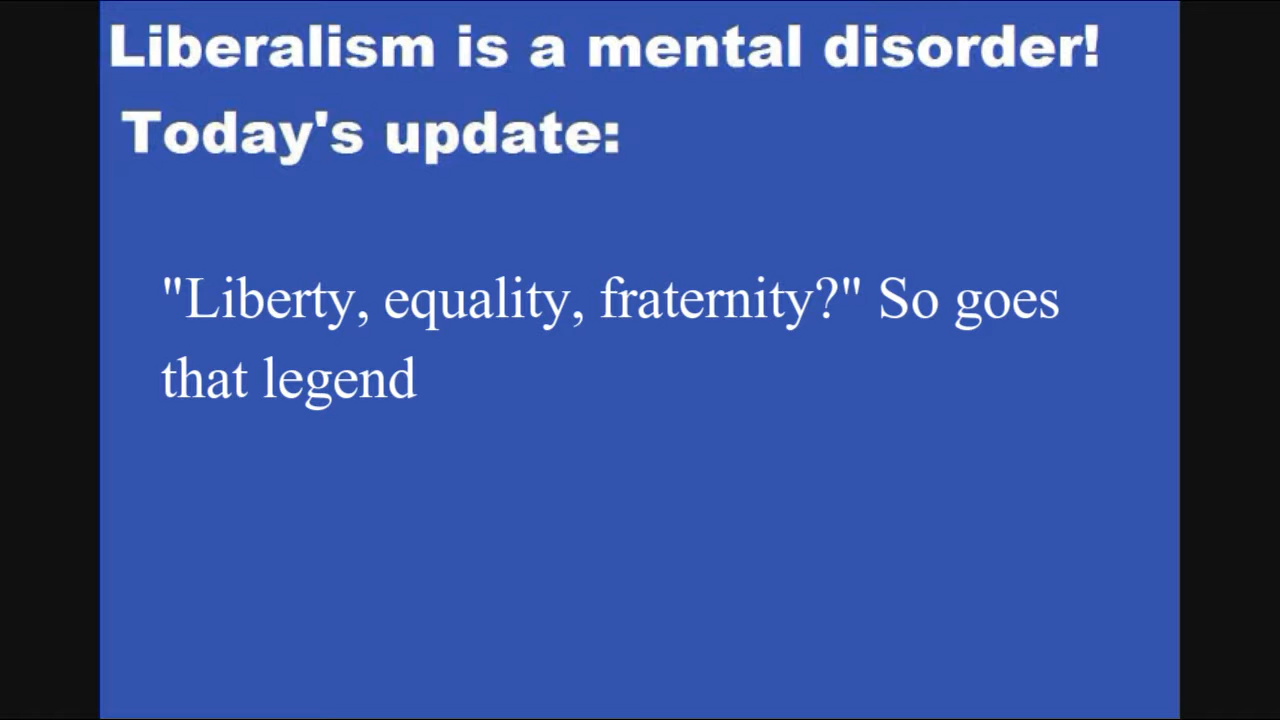 Liberalism is a mental disorder!
Today's update:
"Liberty, equality, fraternity?" So goes
that legend